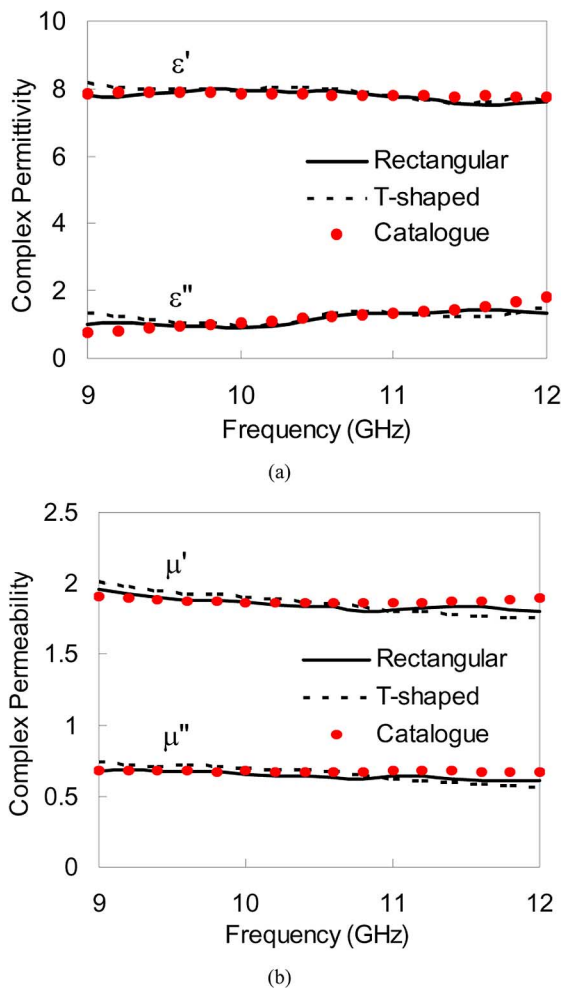 10
8
6
4
2
0
Complex Permittivity
ε'
Rectangular
T-shaped
Catalogue
ε"
9 10 11 12
Frequency (GHz)
(a)
2.5
2
1.5
1
0.5
0
Complex Permeability
μ'
Rectangular
T-shaped
Catalogue
μ"
9 10 11 12
Frequency (GHz)
(b)